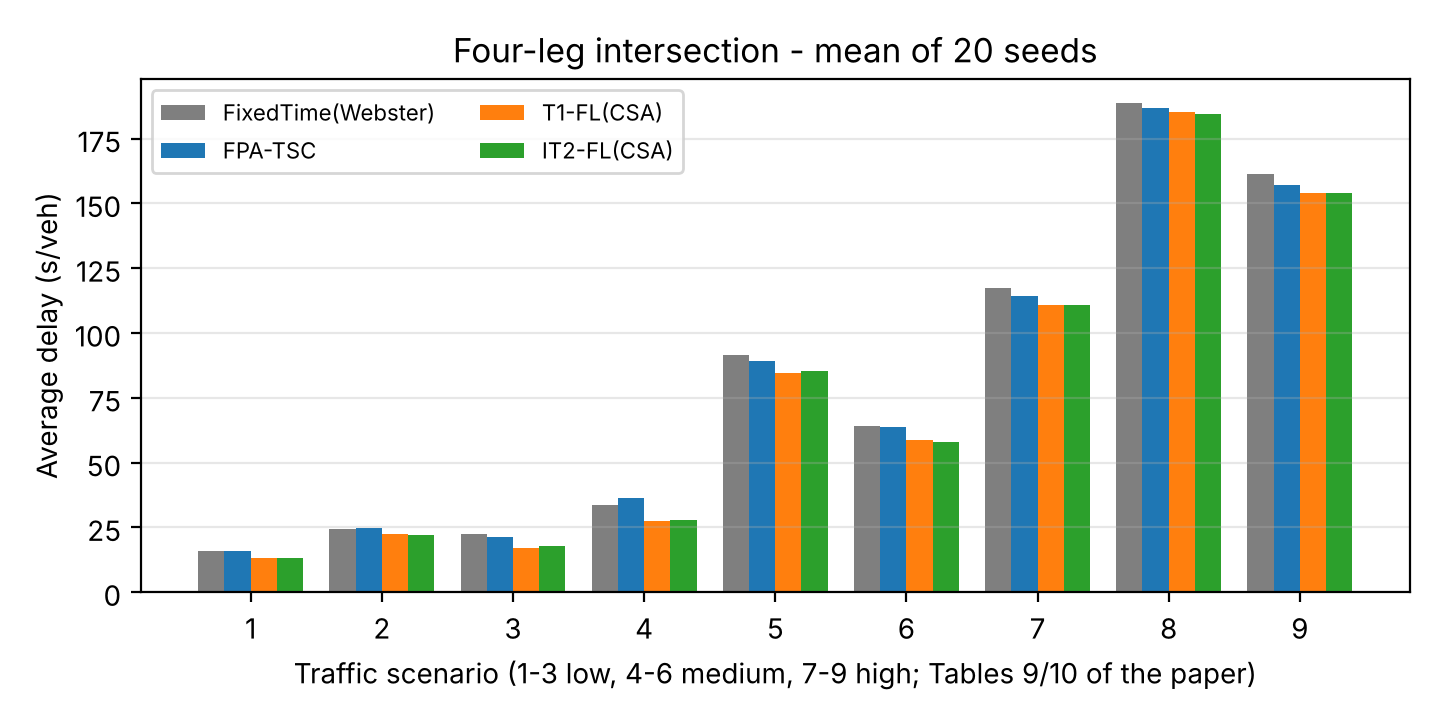 Four-leg intersection - mean of 20 seeds
FixedTime(Webster)
FPA-TSC
T1-FL(CSA)
IT2-FL(CSA)
Average delay (s/veh)
175
150
125
100
75
50
25
0
1 2 3 4 5 6 7 8 9
Traffic scenario (1-3 low, 4-6 medium, 7-9 high; Tables 9/10 of the paper)